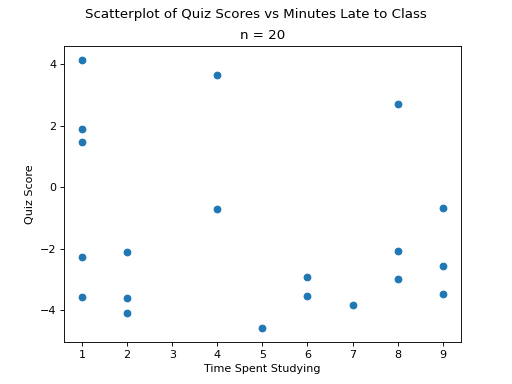 Scatterplot of Quiz Scores vs Minutes Late to Class
n = 20
4
2
0
−2
−4
Quiz Score
1 2 3 4 5 6 7 8 9
Time Spent Studying